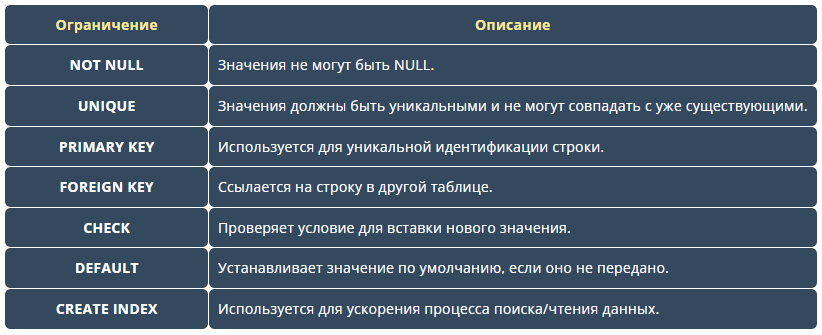 Ограничение Описание
NOT NULL Значения не могут быть NULL.
UNIQUE Значения должны быть уникальными и не могут совпадать с уже существующими.
PRIMARY KEY Используется для уникальной идентификации строки.
FOREIGN KEY Ссылается на строку в другой таблице.
CHECK Проверяет условие для вставки нового значения.
DEFAULT Устанавливает значение по умолчанию, если оно не передано.
CREATE INDEX Используется для ускорения процесса поиска/чтения данных.